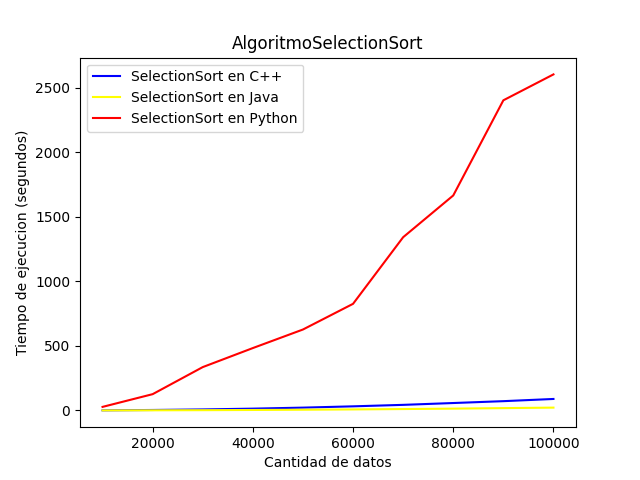 AlgoritmoSelectionSort
SelectionSort en C++
SelectionSort en Java
SelectionSort en Python
Tiempo de ejecucion (segundos)
2500
2000
1500
1000
500
0
20000
40000
60000
80000
100000
Cantidad de datos